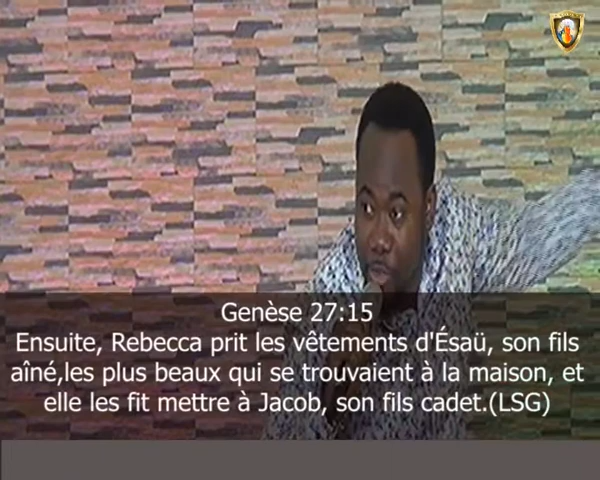 Genèse 27:15
Ensuite, Rebecca prit les vêtements d'Ésaü, son fils
aîné,les plus beaux qui se trouvaient à la maison, et
elle les fit mettre à Jacob, son fils cadet.(LSG)